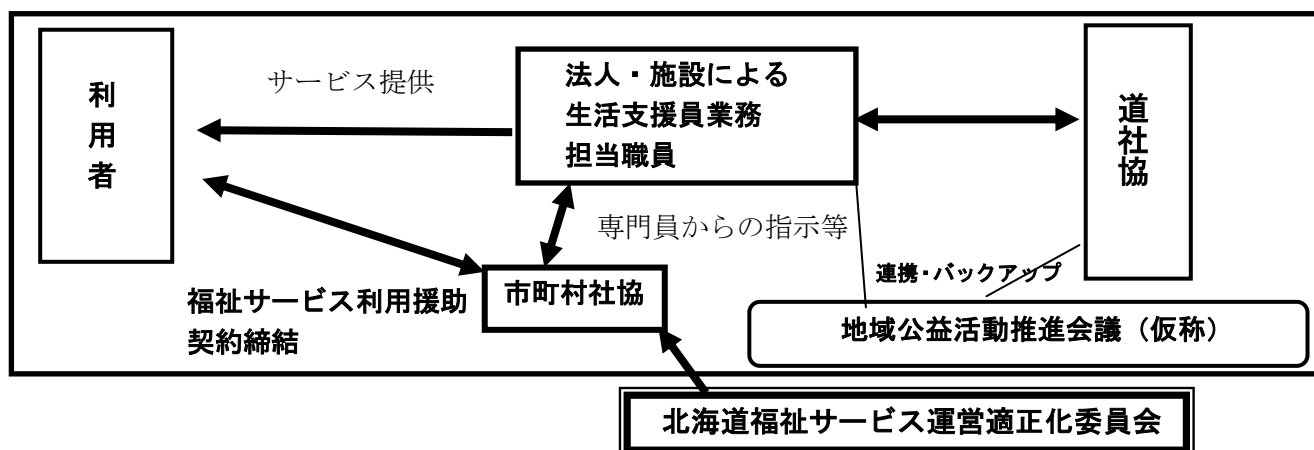 利用者
サービス提供
法人・施設による
生活支援員業務
担当職員
道社協
専門員からの指示等
連携・バックアップ
市町村社協
福祉サービス利用援助
契約締結
地域公益活動推進会議（仮称）
北海道福祉サービス運営適正化委員会